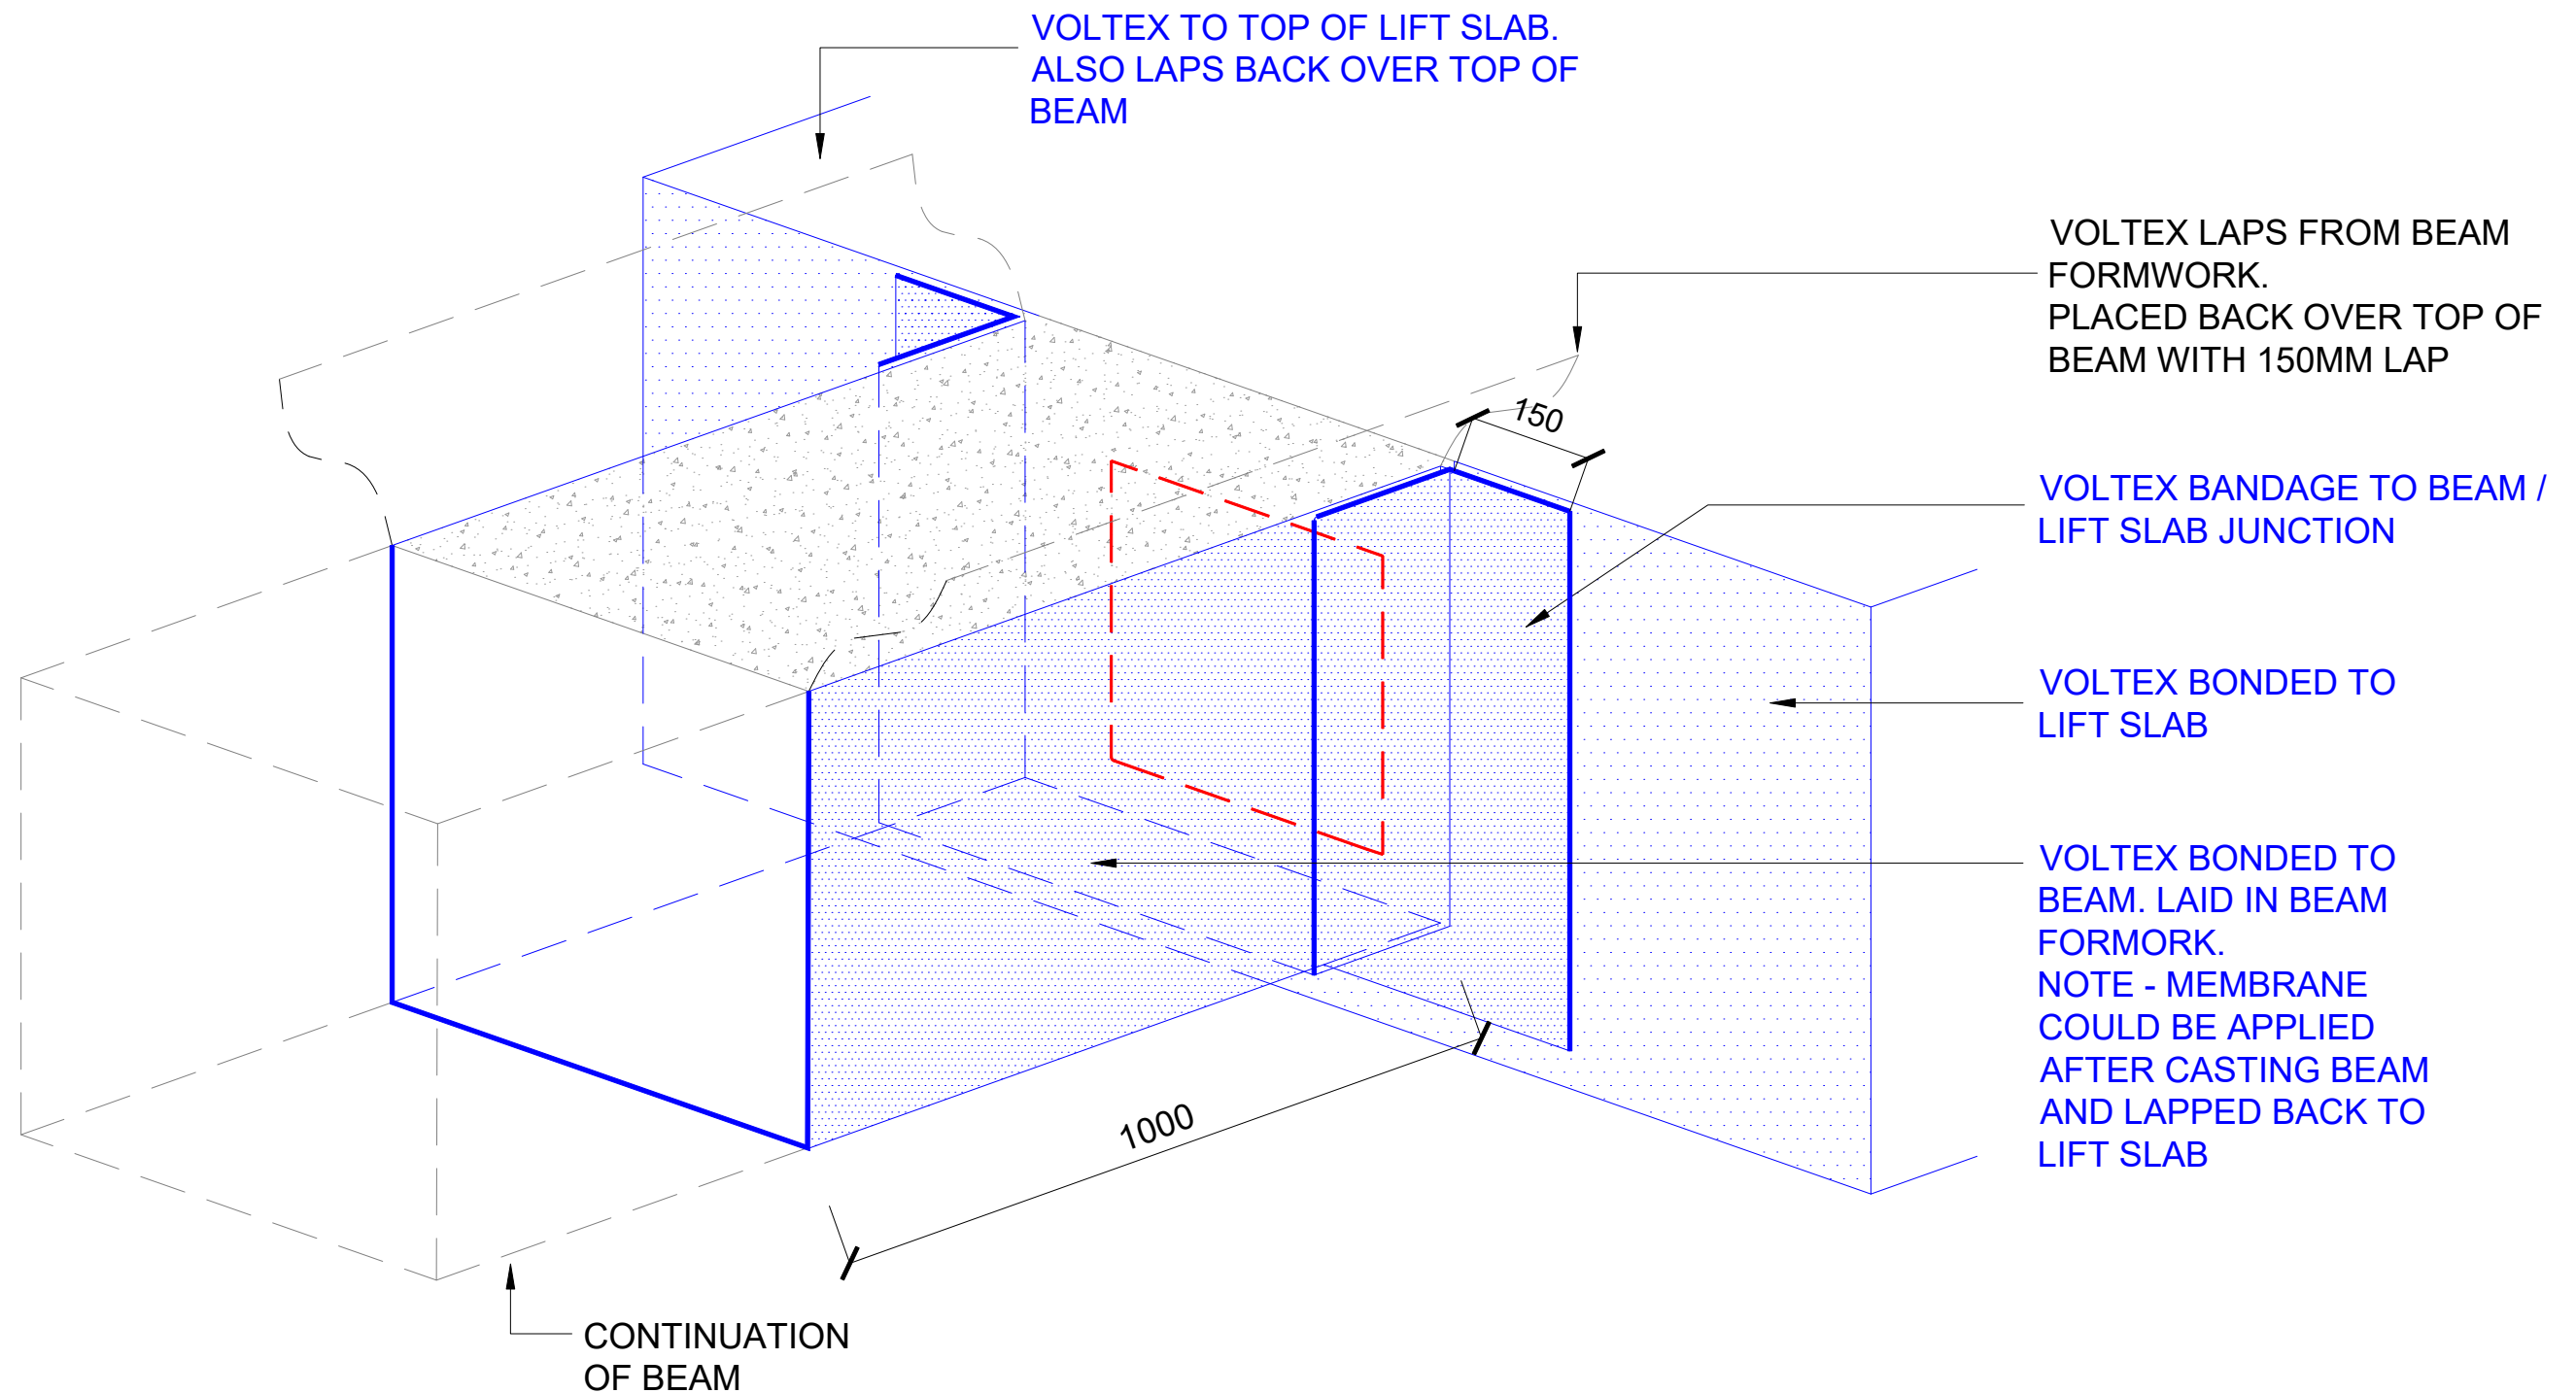 VOLTEX TO TOP OF LIFT SLAB.
ALSO LAPS BACK OVER TOP OF
BEAM
VOLTEX LAPS FROM BEAM
FORMWORK.
PLACED BACK OVER TOP OF
BEAM WITH 150MM LAP
150
VOLTEX BANDAGE TO BEAM /
LIFT SLAB JUNCTION
VOLTEX BONDED TO
LIFT SLAB
VOLTEX BONDED TO
BEAM. LAID IN BEAM
FORMORK.
NOTE - MEMBRANE
COULD BE APPLIED
AFTER CASTING BEAM
AND LAPPED BACK TO
LIFT SLAB
1000
CONTINUATION
OF BEAM